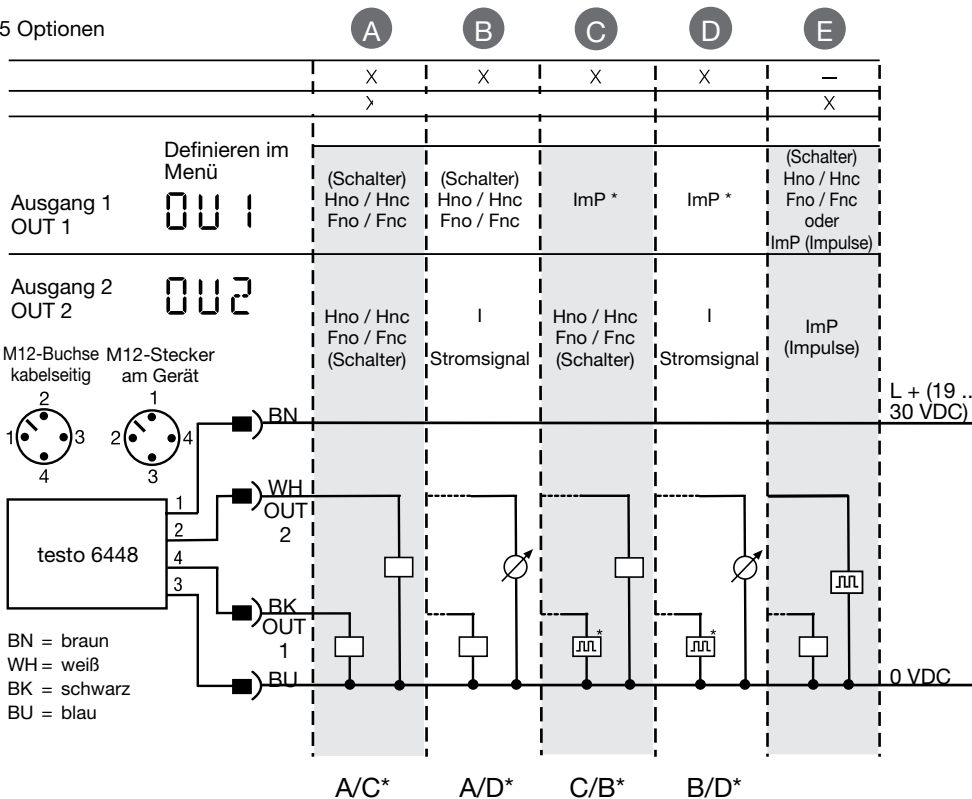 5 Optionen
A B C D E
X X X X –
X X
Definieren im
Menü
Ausgang 1
OUT 1
OU1
(Schalter)
Hno / Hnc
Fno / Fnc
(Schalter)
Hno / Hnc
Fno / Fnc
ImP *
ImP *
(Schalter)
Hno / Hnc
Fno / Fnc
oder
ImP (Impulse)
Ausgang 2
OUT 2
OU2
Hno / Hnc
Fno / Fnc
(Schalter)
I
Stromsignal
Hno / Hnc
Fno / Fnc
(Schalter)
I
Stromsignal
ImP
(Impulse)
M12-Buchse
kabelseitig
M12-Stecker
am Gerät
2
1 3
4
1
2 4
3
BN
L + (19 ..
30 VDC)
WH
OUT
2
1
2
4
3
testo 6448
BK
OUT
1
*
*
BU
0 VDC
BN = braun
WH = weiß
BK = schwarz
BU = blau
A/C* A/D* C/B* B/D*